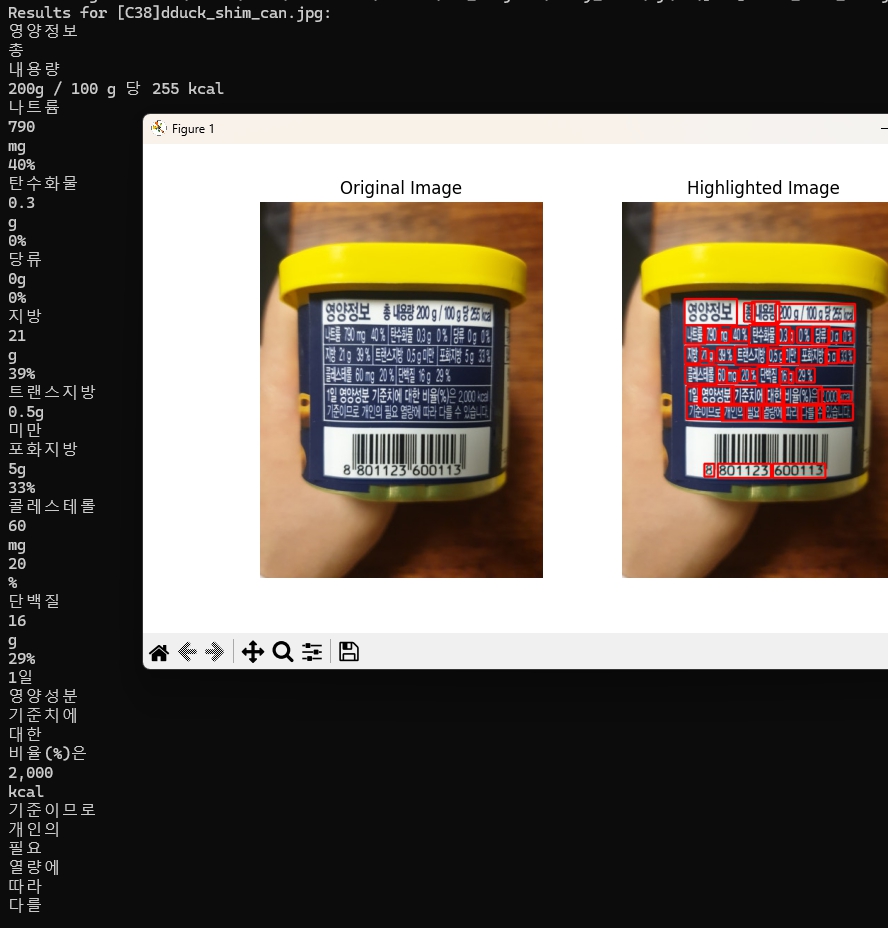 Results for [C38]dduck_shim_can.jpg:
영양정보
총
내용량
200g / 100 g 당 255 kcal
나트륨
790
mg
40%
탄수화물
0.3
g
0%
당류
0g
0%
지방
21
g
39%
트랜스지방
0.5g
미만
포화지방
5g
33%
콜레스테롤
60
mg
20
%
단백질
16
g
29%
1일
영양성분
기준치에
대한
비율(%)은
2,000
kcal
기준이므로
개인의
필요
열량에
따라
다를
Figure 1
Original Image
영양정보 총 내용량 200 g / 100 g 당 255 kcal
나트륨 790 mg 40 % 탄수화물 0.3 g 0 % 당류 0 g 0 %
지방 21 g 39 % 트랜스지방 0.5 g 미만 포화지방 5 g 33 %
콜레스테롤 60 mg 20 % 단백질 16 g 29 %
1일 영양성분 기준치에 대한 비율(%)은 2,000 kcal
기준이므로 개인의 필요 열량에 따라 다를 수 있습니다.
8 801123 600113
Highlighted Image
영양정보 총 내용량 200 g / 100 g 당 255 kcal
나트륨 790 mg 40 % 탄수화물 0.3 g 0 % 당류 0 g 0 %
지방 21 g 39 % 트랜스지방 0.5 g 미만 포화지방 5 g 33 %
콜레스테롤 60 mg 20 % 단백질 16 g 29 %
1일 영양성분 기준치에 대한 비율(%)은 2,000 kcal
기준이므로 개인의 필요 열량에 따라 다를 수 있습니다.
8 801123 600113